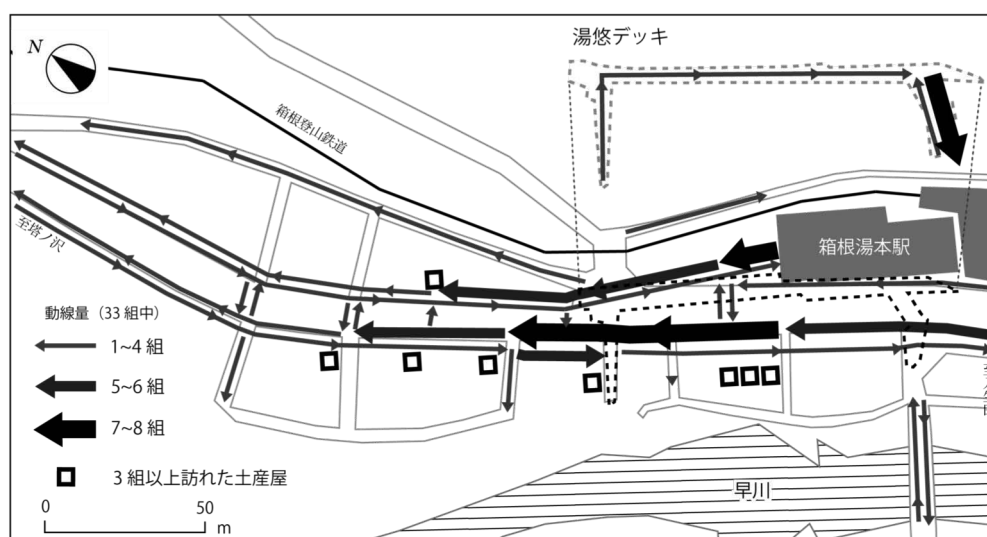 湯悠デッキ
N
箱根登山鉄道
箱根湯本駅
至塔ノ沢
動線量（33 組中）
1~4 組
5~6 組
7~8 組
3 組以上訪れた土産屋
0
50
m
早川